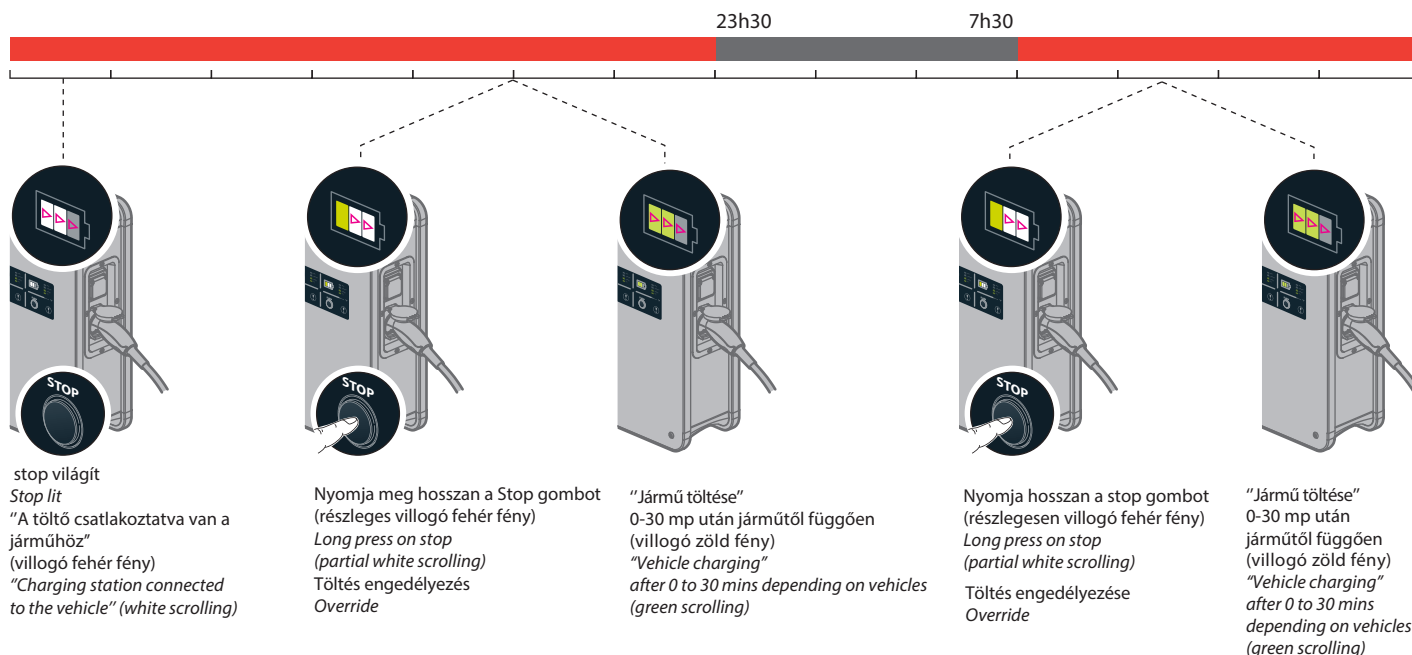 23h30
7h30
STOP
STOP
STOP
stop világít
Stop lit
“A töltő csatlakoztatva van a
járműhöz”
(villogó fehér fény)
“Charging station connected
to the vehicle” (white scrolling)
Nyomja meg hosszan a Stop gombot
(részleges villogó fehér fény)
Long press on stop
(partial white scrolling)
Töltés engedélyezés
Override
“Jármű töltése”
0-30 mp után járműtől függően
(villogó zöld fény)
“Vehicle charging”
after 0 to 30 mins depending on vehicles
(green scrolling)
Nyomja hosszan a stop gombot
(részlegesen villogó fehér fény)
Long press on stop
(partial white scrolling)
Töltés engedélyezése
Override
“Jármű töltése”
0-30 mp után
járműtől függően
(villogó zöld fény)
“Vehicle charging”
after 0 to 30 mins
depending on vehicles
(green scrolling)